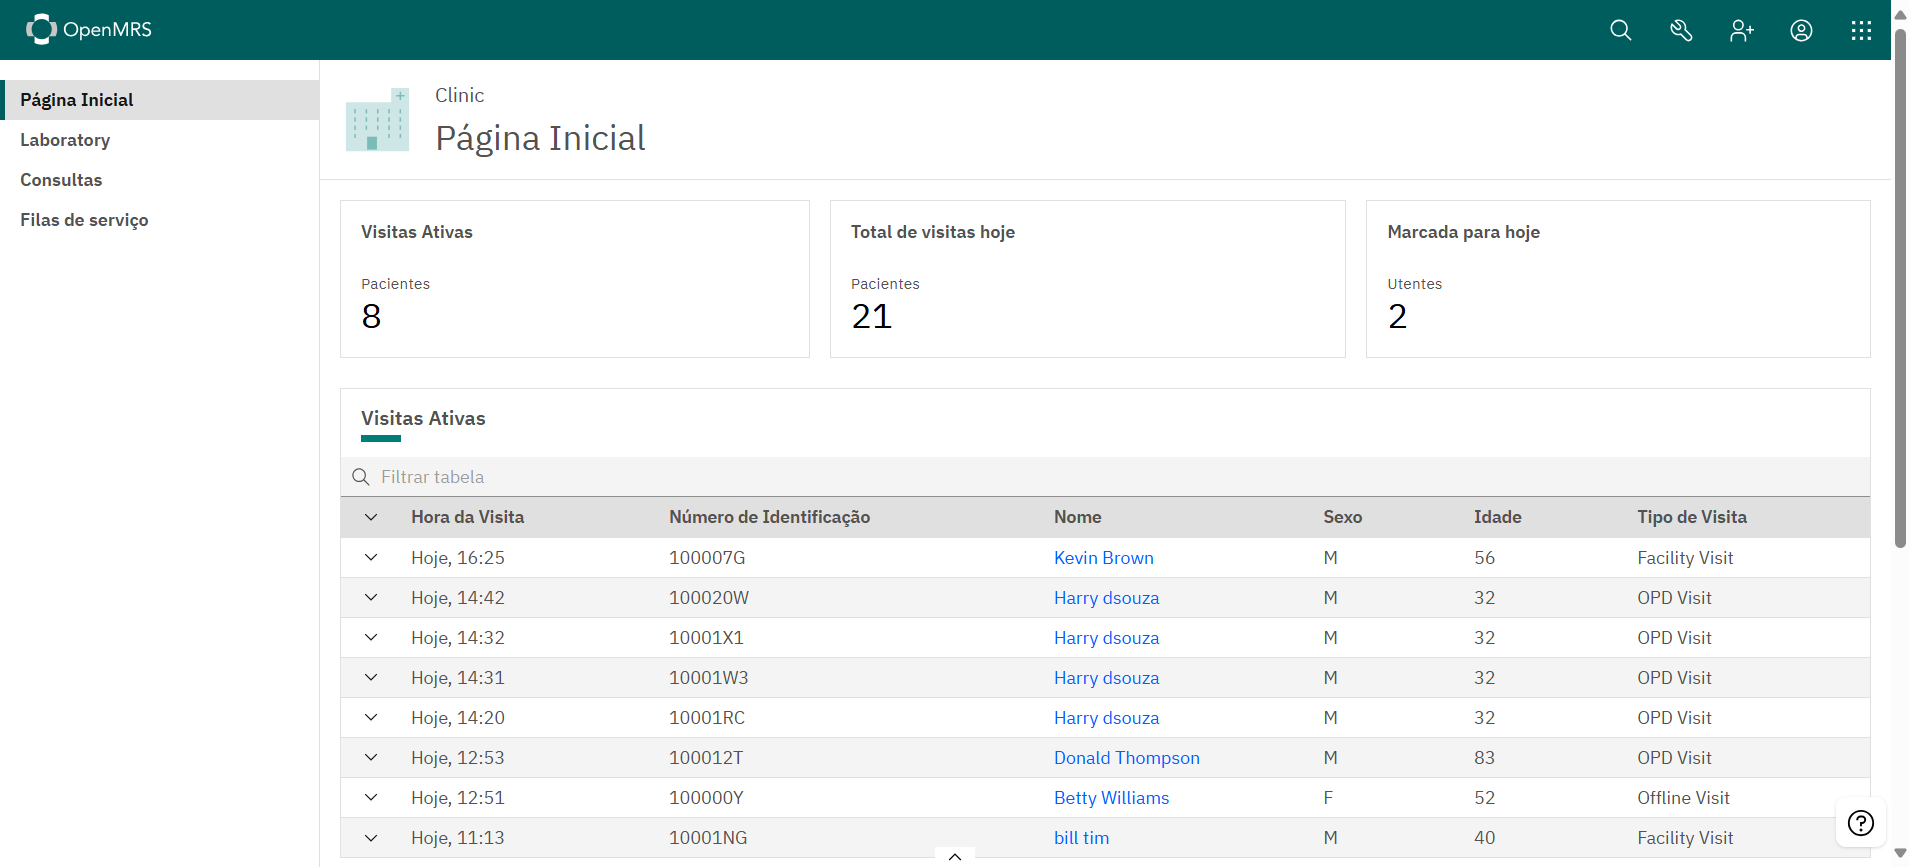 OpenMRS
Página Inicial
Laboratory
Consultas
Filas de serviço
Clinic
Página Inicial
Visitas Ativas
Pacientes
8
Total de visitas hoje
Pacientes
21
Marcada para hoje
Utentes
2
Visitas Ativas
Filtrar tabela
Hora da Visita Número de Identificação Nome Sexo Idade Tipo de Visita
Hoje, 16:25 100007G Kevin Brown M 56 Facility Visit
Hoje, 14:42 100020W Harry dsouza M 32 OPD Visit
Hoje, 14:32 10001X1 Harry dsouza M 32 OPD Visit
Hoje, 14:31 10001W3 Harry dsouza M 32 OPD Visit
Hoje, 14:20 10001RC Harry dsouza M 32 OPD Visit
Hoje, 12:53 100012T Donald Thompson M 83 OPD Visit
Hoje, 12:51 100000Y Betty Williams F 52 Offline Visit
Hoje, 11:13 10001NG bill tim M 40 Facility Visit